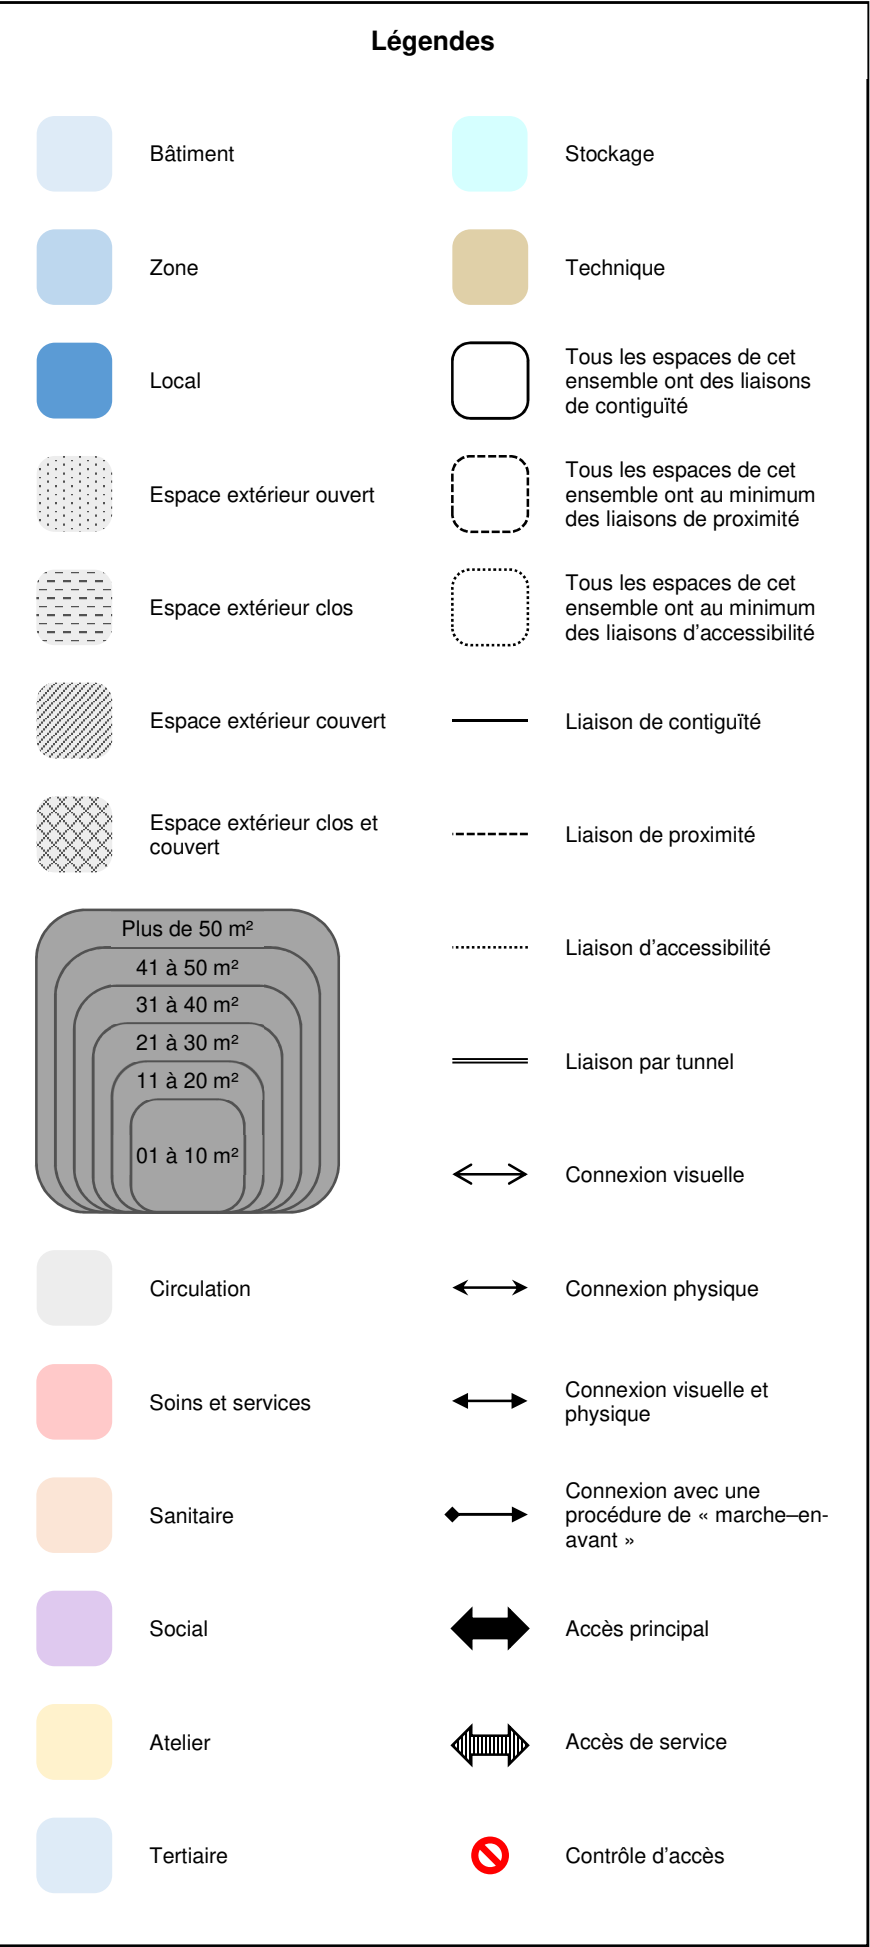 Légendes
Bâtiment
Zone
Local
Espace extérieur ouvert
Espace extérieur clos
Espace extérieur couvert
Espace extérieur clos et
couvert
Plus de 50 m²
41 à 50 m²
31 à 40 m²
21 à 30 m²
11 à 20 m²
01 à 10 m²
Circulation
Soins et services
Sanitaire
Social
Atelier
Tertiaire
Stockage
Technique
Tous les espaces de cet
ensemble ont des liaisons
de contiguïté
Tous les espaces de cet
ensemble ont au minimum
des liaisons de proximité
Tous les espaces de cet
ensemble ont au minimum
des liaisons d’accessibilité
Liaison de contiguïté
Liaison de proximité
Liaison d’accessibilité
Liaison par tunnel
Connexion visuelle
Connexion physique
Connexion visuelle et
physique
Connexion avec une
procédure de « marche–en-
avant »
Accès principal
Accès de service
Contrôle d’accès